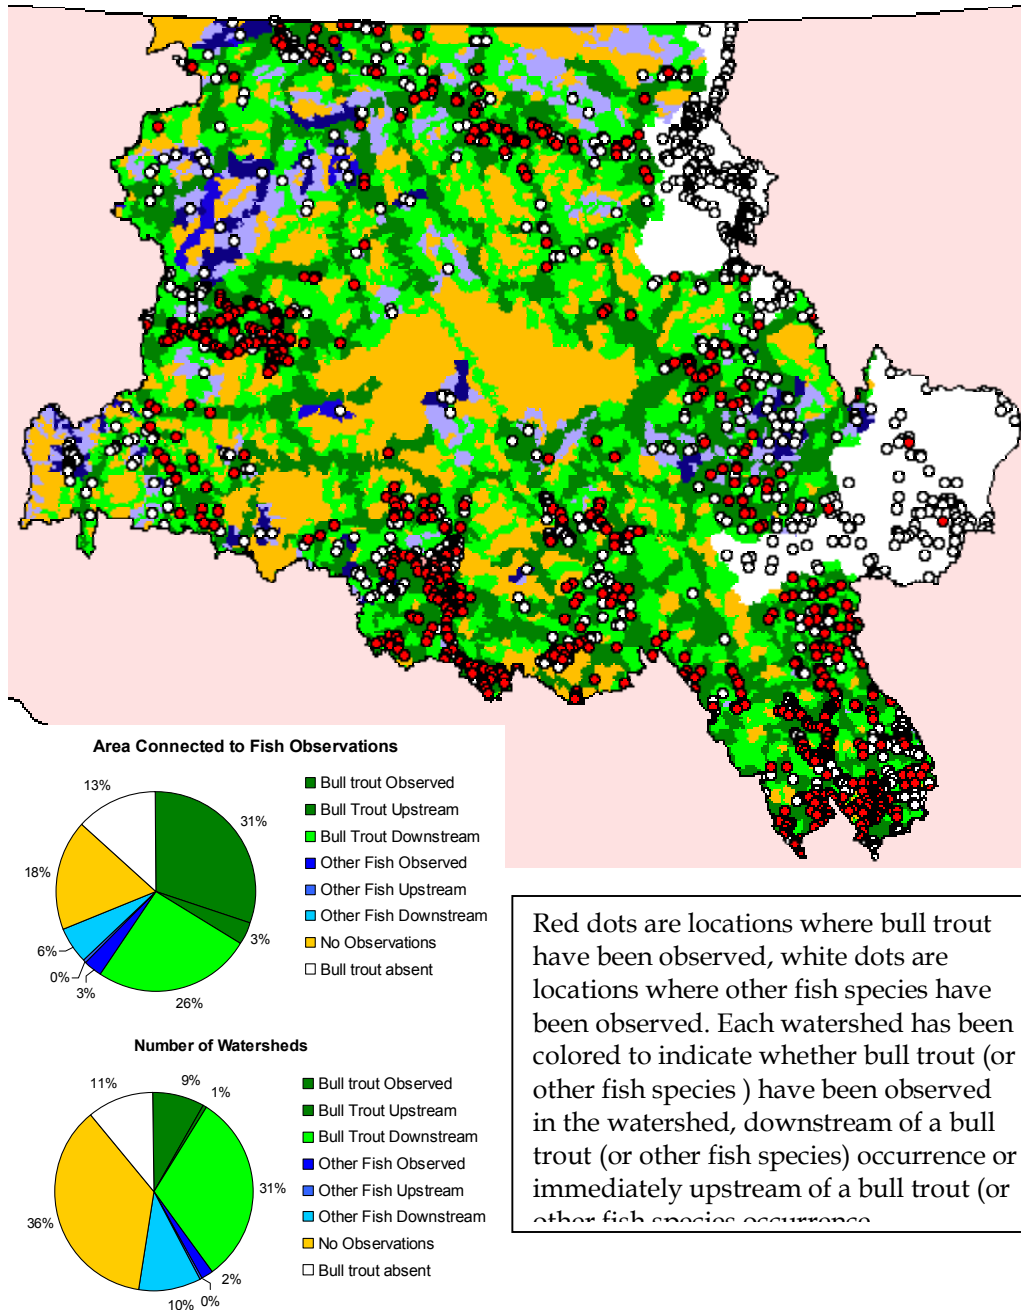 Area Connected to Fish Observations
13%
31%
18%
3%
6%
0%
3%
26%
Bull trout Observed
Bull Trout Upstream
Bull Trout Downstream
Other Fish Observed
Other Fish Upstream
Other Fish Downstream
No Observations
Bull trout absent
Number of Watersheds
11%
9%
1%
31%
36%
2%
10%
0%
Bull trout Observed
Bull Trout Upstream
Bull Trout Downstream
Other Fish Observed
Other Fish Upstream
Other Fish Downstream
No Observations
Bull trout absent
Red dots are locations where bull trout
have been observed, white dots are
locations where other fish species have
been observed. Each watershed has been
colored to indicate whether bull trout (or
other fish species ) have been observed
in the watershed, downstream of a bull
trout (or other fish species) occurrence or
immediately upstream of a bull trout (or
other fish species occurrence